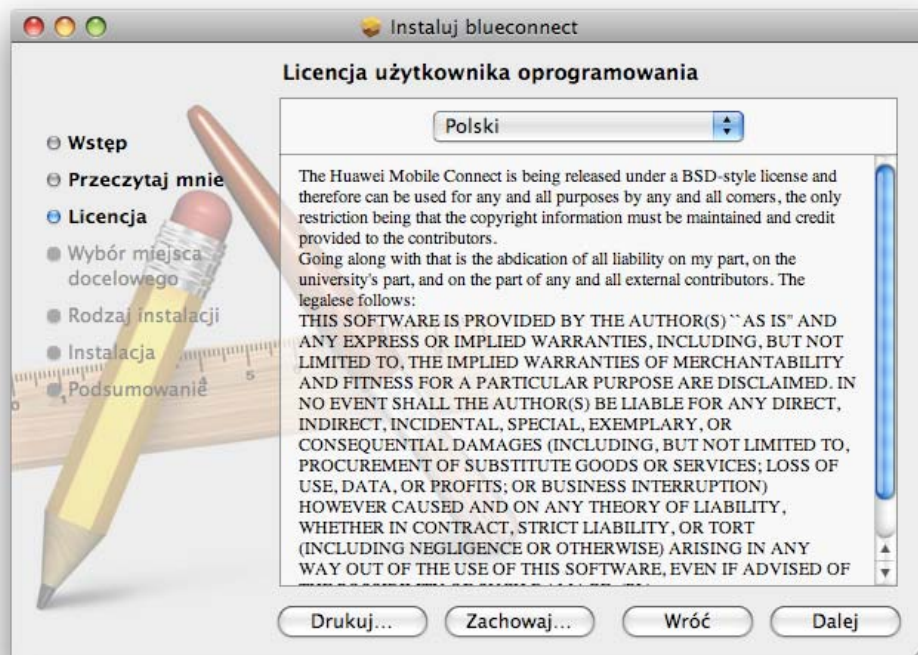 Instaluj blueconnect
Licencja użytkownika oprogramowania
Wstęp
Przeczytaj mnie
Licencja
Wybór miejsca
docelowego
Rodzaj instalacji
Instalacja
Podsumowanie
Polski
The Huawei Mobile Connect is being released under a BSD-style license and
therefore can be used for any and all purposes by any and all comers, the only
restriction being that the copyright information must be maintained and credit
provided to the contributors.
Going along with that is the abdication of all liability on my part, on the
university's part, and on the part of any and all external contributors. The
legalese follows:
THIS SOFTWARE IS PROVIDED BY THE AUTHOR(S) ``AS IS'' AND
ANY EXPRESS OR IMPLIED WARRANTIES, INCLUDING, BUT NOT
LIMITED TO, THE IMPLIED WARRANTIES OF MERCHANTABILITY
AND FITNESS FOR A PARTICULAR PURPOSE ARE DISCLAIMED. IN
NO EVENT SHALL THE AUTHOR(S) BE LIABLE FOR ANY DIRECT,
INDIRECT, INCIDENTAL, SPECIAL, EXEMPLARY, OR
CONSEQUENTIAL DAMAGES (INCLUDING, BUT NOT LIMITED TO,
PROCUREMENT OF SUBSTITUTE GOODS OR SERVICES; LOSS OF
USE, DATA, OR PROFITS; OR BUSINESS INTERRUPTION)
HOWEVER CAUSED AND ON ANY THEORY OF LIABILITY,
WHETHER IN CONTRACT, STRICT LIABILITY, OR TORT
(INCLUDING NEGLIGENCE OR OTHERWISE) ARISING IN ANY
WAY OUT OF THE USE OF THIS SOFTWARE, EVEN IF ADVISED OF
Drukuj...
Zachowaj...
Wróć
Dalej